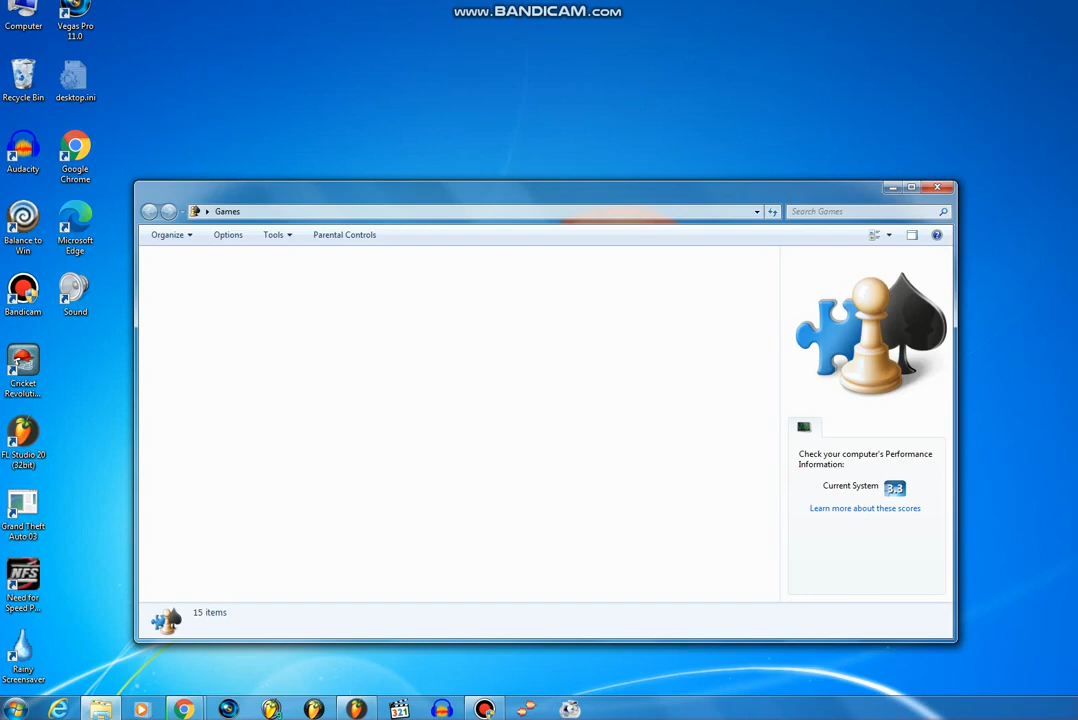 www.BANDICAM.com
Computer
Vegas Pro
11.0
Recycle Bin
desktop.ini
Audacity
Google
Chrome
Balance to
Win
Microsoft
Edge
Bandicam
Sound
Cricket
Revoluti...
FL Studio 20
(32bit)
Grand Theft
Auto 03
NFS
Need for
Speed P...
Rainy
Screensaver
Games
Search Games
Organize
Options
Tools
Parental Controls
Check your computer's Performance
Information:
Current System
3.3
Learn more about these scores
15 items
321